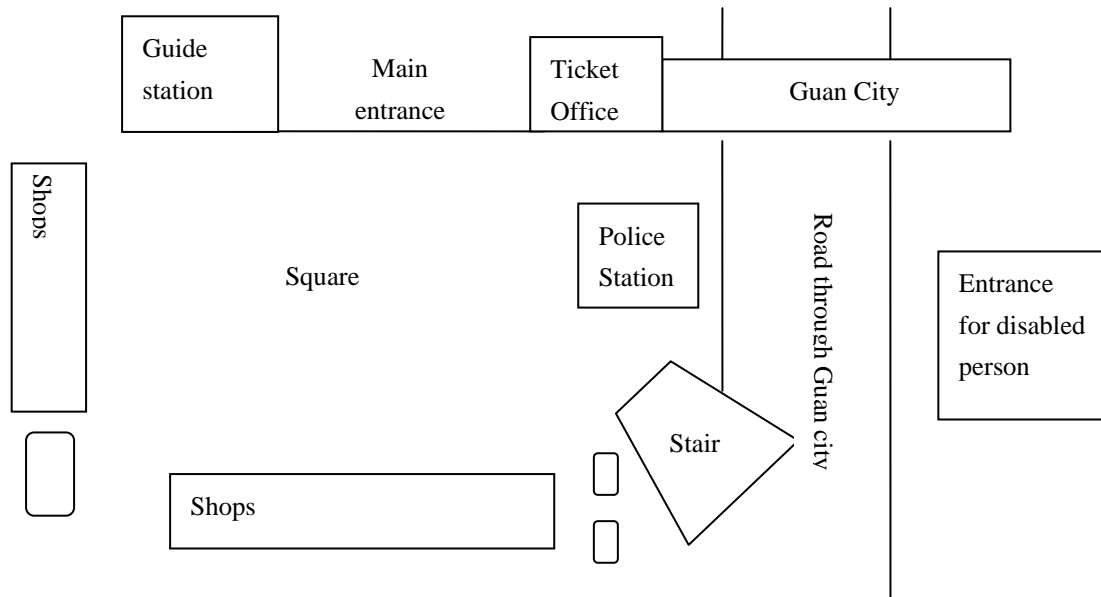 Guide
station
Main
entrance
Ticket
Office
Guan City
Shops
Square
Police
Station
Road through Guan city
Entrance
for disabled
person
Stair
Shops